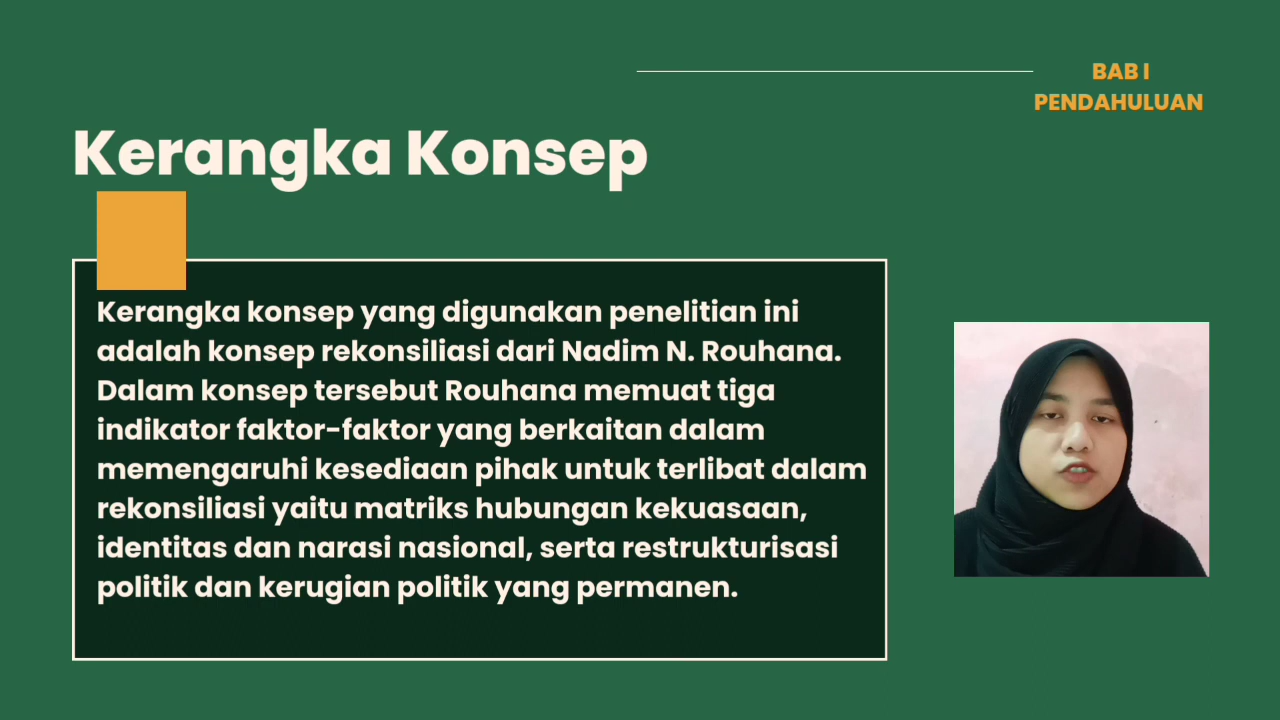 BAB I
PENDAHULUAN
Kerangka Konsep
Kerangka konsep yang digunakan penelitian ini
adalah konsep rekonsiliasi dari Nadim N. Rouhana.
Dalam konsep tersebut Rouhana memuat tiga
indikator faktor-faktor yang berkaitan dalam
memengaruhi kesediaan pihak untuk terlibat dalam
rekonsiliasi yaitu matriks hubungan kekuasaan,
identitas dan narasi nasional, serta restrukturisasi
politik dan kerugian politik yang permanen.